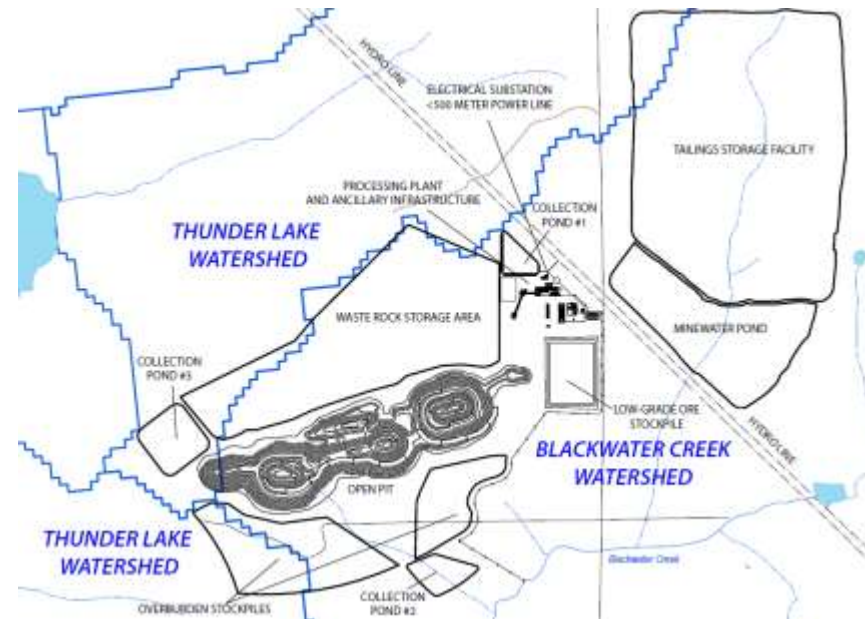 HYDRO LINE
ELECTRICAL SUBSTATION
<500 METER POWER LINE
TAILINGS STORAGE FACILITY
PROCESSING PLANT
AND ANCILLARY INFRASTRUCTURE
COLLECTION
POND #1
THUNDER LAKE
WATERSHED
WASTE ROCK STORAGE AREA
MINEWATER POND
COLLECTION
POND #3
LOW-GRADE ORE
STOCKPILE
HYDRO LINE
BLACKWATER CREEK
WATERSHED
OPEN PIT
THUNDER LAKE
WATERSHED
Blackwater Creek
OVERBURDEN STOCKPILES
COLLECTION
POND #2